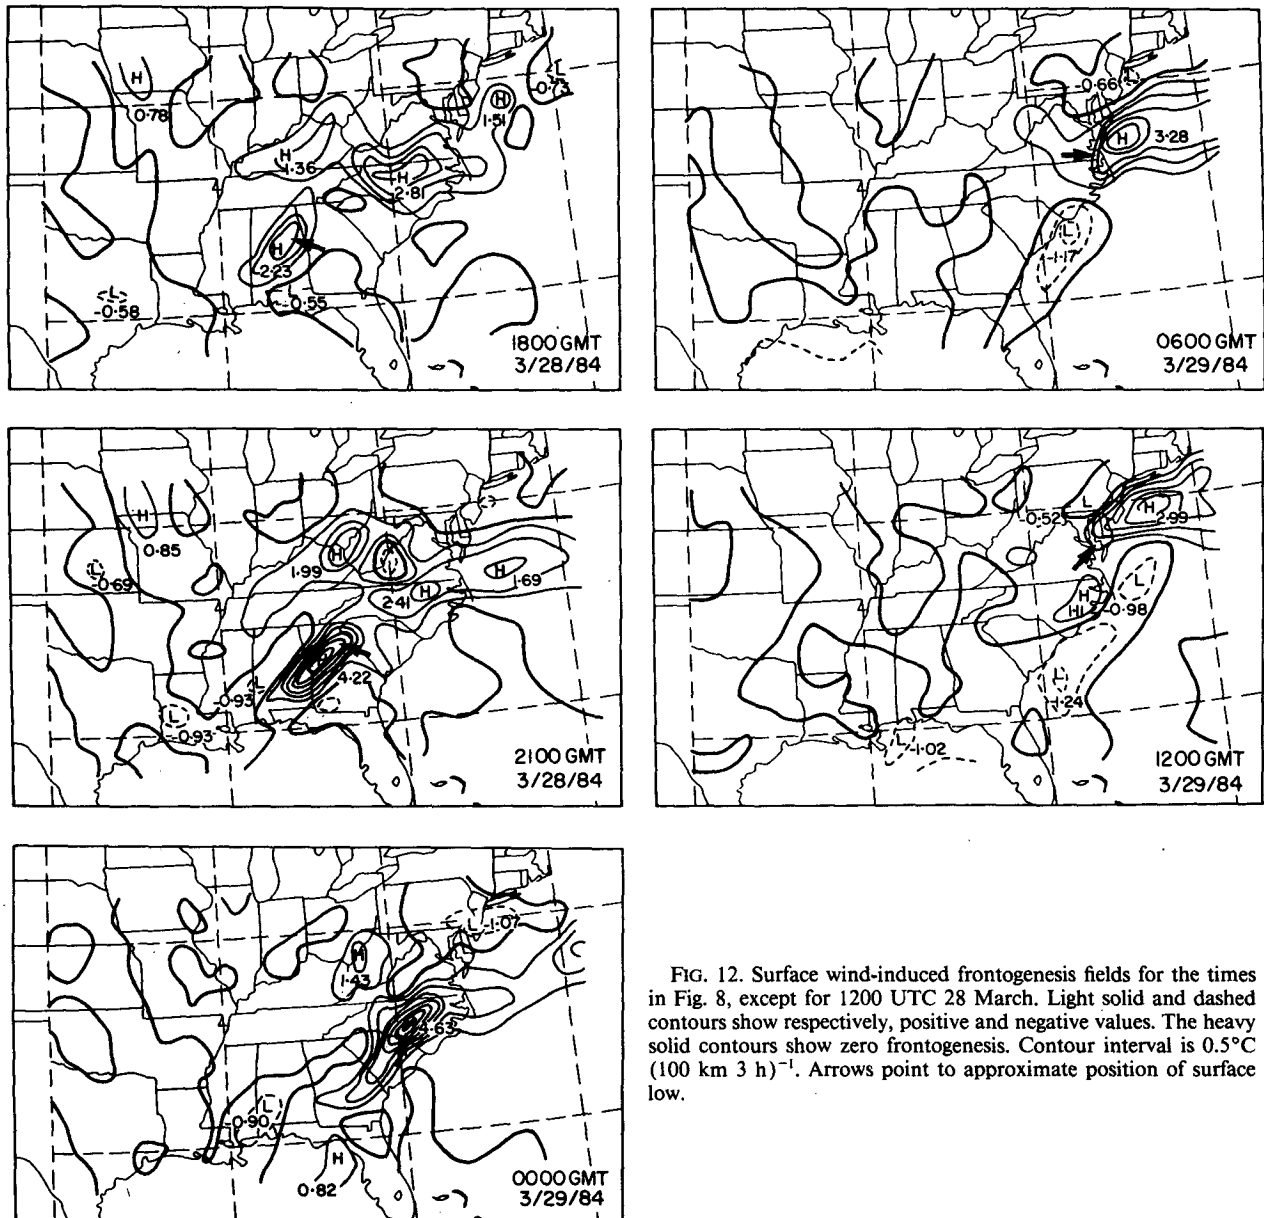 H
0.78
L
-0.73
H
1.51
H
1.36
H
2.81
H
2.23
L
-0.58
L
-0.55
1800 GMT
3/28/84
L
-0.66
H
3.28
L
-1.17
0600 GMT
3/29/84
H
0.85
L
-0.69
H
1.99
H
2.41
H
1.69
4.22
L
-0.93
L
-0.93
2100 GMT
3/28/84
L
-0.52
H
2.99
H
1.11
L
-0.98
L
-1.24
L
-1.02
1200 GMT
3/29/84
L
-1.07
H
1.43
4.63
L
-0.90
H
0.82
0000 GMT
3/29/84
FIG. 12. Surface wind-induced frontogenesis fields for the times
in Fig. 8, except for 1200 UTC 28 March. Light solid and dashed
contours show respectively, positive and negative values. The heavy
solid contours show zero frontogenesis. Contour interval is 0.5°C
(100 km 3 h)⁻¹. Arrows point to approximate position of surface
low.